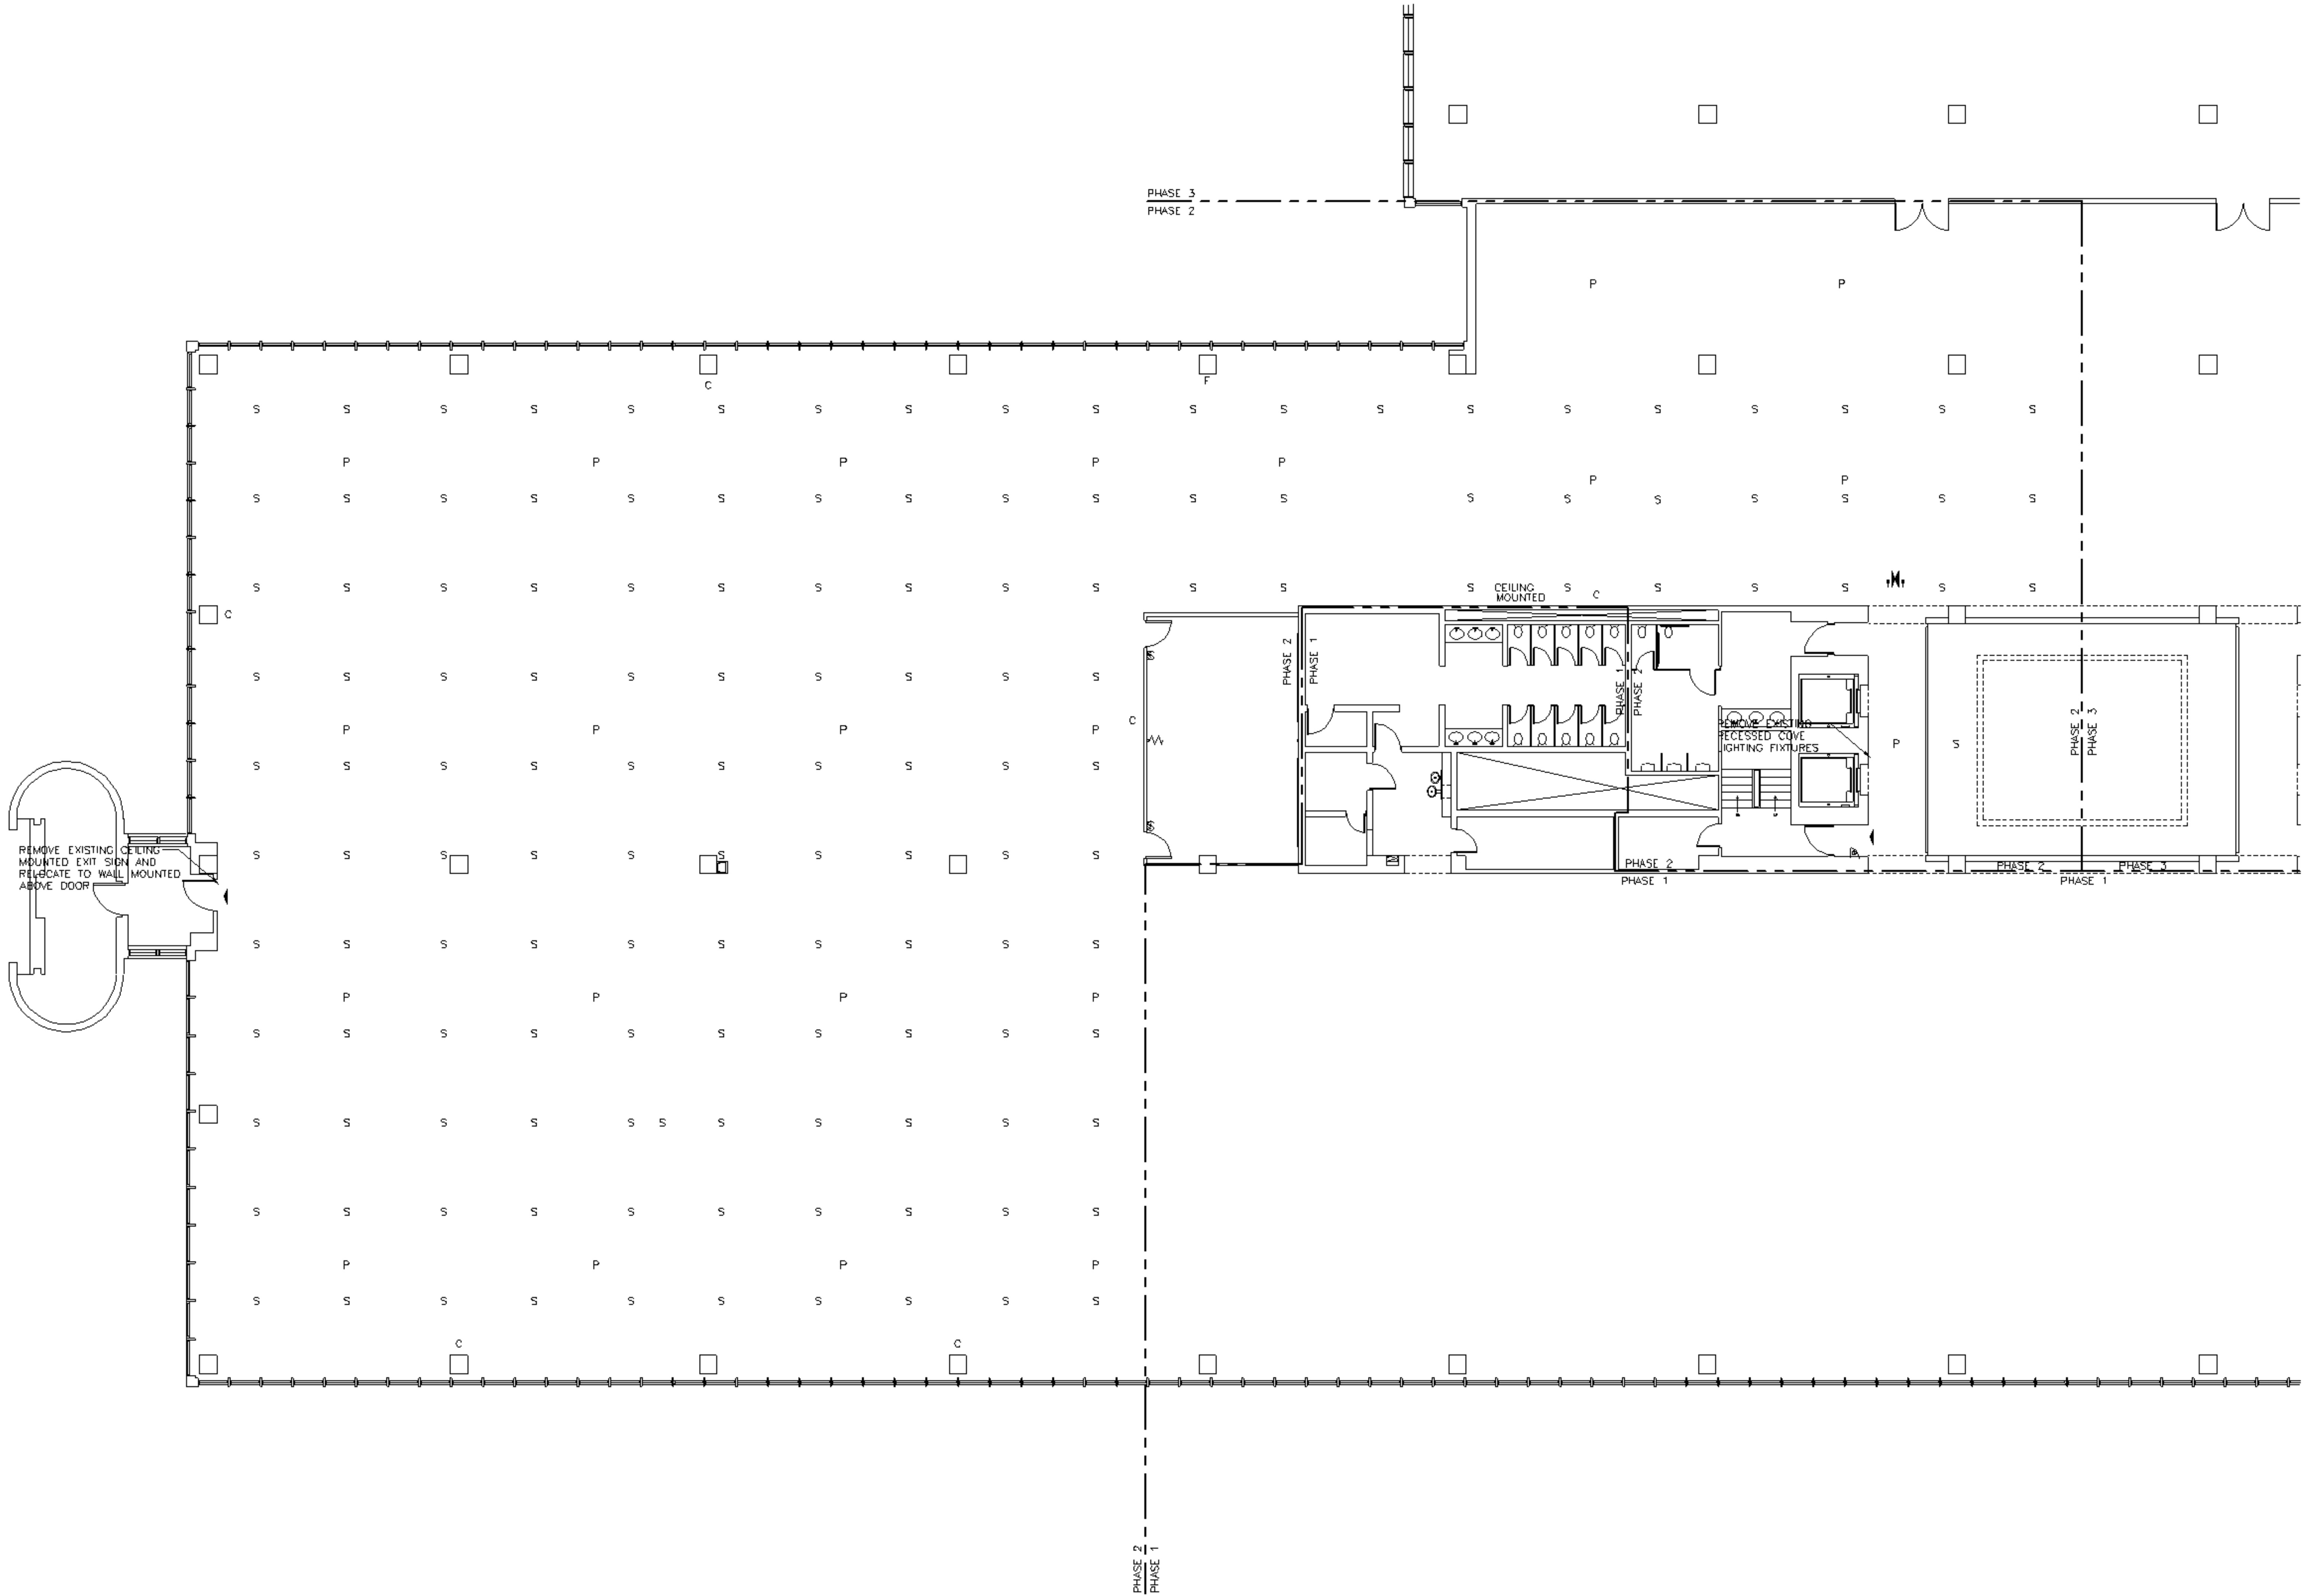 PHASE 3
PHASE 2
P P
C F
S S S S S S S S S S S S S S S S S S S S
P P P P P
P P
S S S S S S S S S S S S S S S S S S S
S S S S S S S S S S S S S S S S S S S
CEILING
MOUNTED
C
C
PHASE 2
PHASE 1
PHASE 1
PHASE 2
S
S S S S S S S S S S
C
P P P P
REMOVE EXISTING
RECESSED COVE
LIGHTING FIXTURES
P S
PHASE 2
PHASE 3
S S S S S S S S S S
S
S S S S S S S S S S
REMOVE EXISTING CEILING
MOUNTED EXIT SIGN AND
RELOCATE TO WALL MOUNTED
ABOVE DOOR
PHASE 2
PHASE 1
PHASE 2 PHASE 3
PHASE 1
S S S S S S S S S S
P P P P
S S S S S S S S S S
S S S S S S S S S S S
S S S S S S S S S S
P P P P
S S S S S S S S S S
C C
PHASE 2
PHASE 1